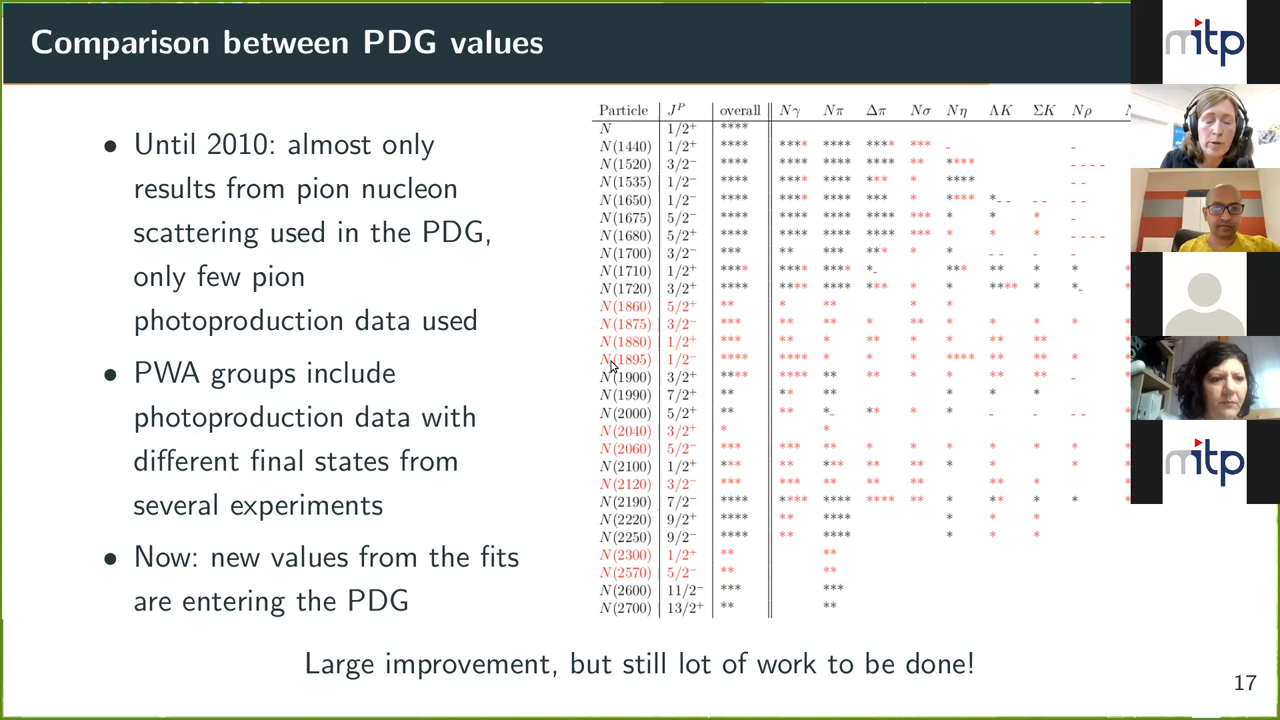 Comparison between PDG values
• Until 2010: almost only
results from pion nucleon
scattering used in the PDG,
only few pion
photoproduction data used
• PWA groups include
photoproduction data with
different final states from
several experiments
• Now: new values from the fits
are entering the PDG
Particle J^P overall Nγ Nπ Δπ Nσ Nη ΛK ΣK Nρ
N 1/2⁺ ****
N(1440) 1/2⁺ **** **** **** **** *** - -
N(1520) 3/2⁻ **** **** **** **** ** **** - - - -
N(1535) 1/2⁻ **** **** **** *** * **** - -
N(1650) 1/2⁻ **** **** **** *** * **** *- - - - - -
N(1675) 5/2⁻ **** **** **** **** *** * * * -
N(1680) 5/2⁺ **** **** **** **** *** * * * - - - -
N(1700) 3/2⁻ *** ** *** *** * * - - - -
N(1710) 1/2⁺ **** **** **** *- *** ** * * *
N(1720) 3/2⁺ **** **** **** *** * * **** * *- *
N(1860) 5/2⁺ ** * ** * *
N(1875) 3/2⁻ *** ** ** * ** * * * * *
N(1880) 1/2⁺ *** ** * ** * * ** ** *
N(1895) 1/2⁻ **** **** * * * **** ** ** * *
N(1900) 3/2⁺ **** **** ** ** * * ** ** - *
N(1990) 7/2⁺ ** ** ** * * *
N(2000) 5/2⁺ ** ** *- ** * * - - - - *
N(2040) 3/2⁺ * *
N(2060) 5/2⁻ *** *** ** * * * * * * *
N(2100) 1/2⁺ *** ** *** ** ** * * * *
N(2120) 3/2⁻ *** *** ** ** ** ** * *
N(2190) 7/2⁻ **** **** **** **** ** * ** * * *
N(2220) 9/2⁺ **** ** **** * * *
N(2250) 9/2⁻ **** ** **** * * *
N(2300) 1/2⁺ ** **
N(2570) 5/2⁻ ** **
N(2600) 11/2⁻ *** ***
N(2700) 13/2⁺ ** **
Large improvement, but still lot of work to be done!
17
mitp
mitp